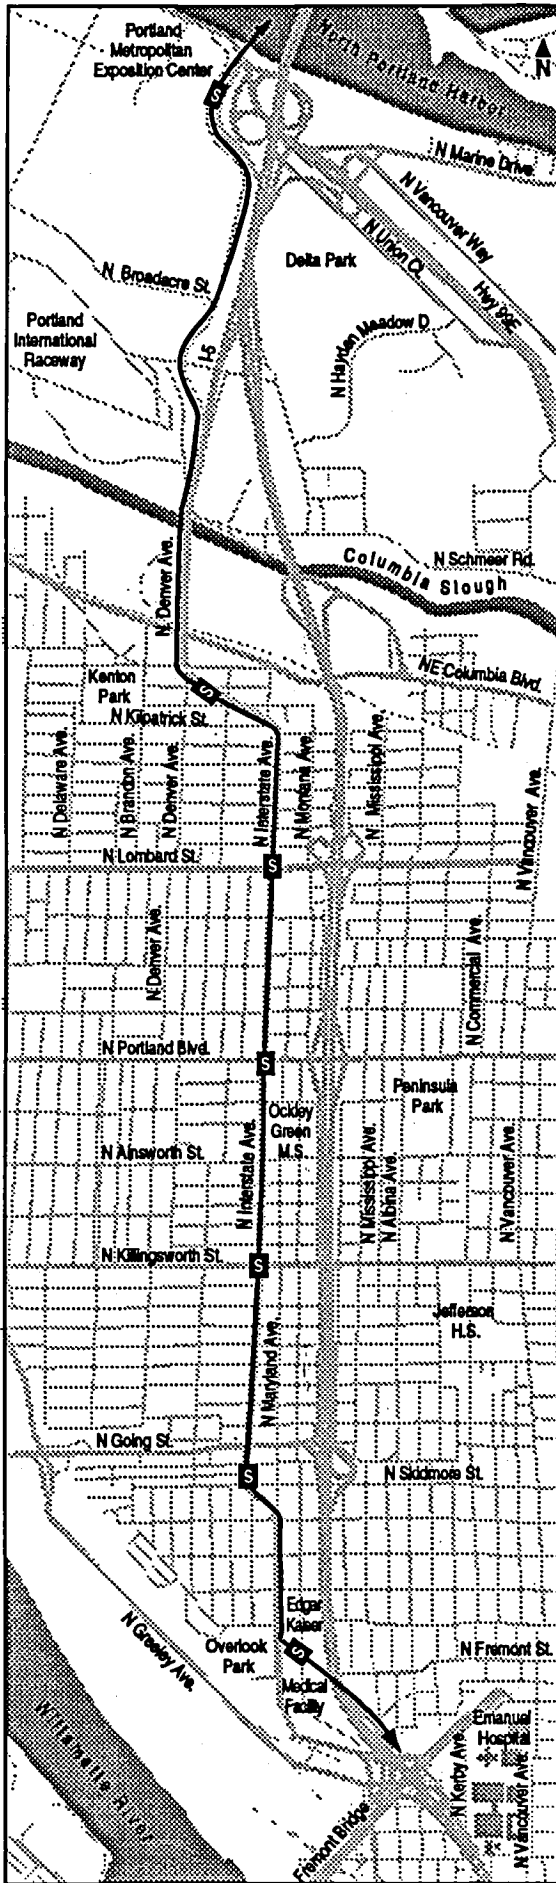 Portland
Metropolitan
Exposition Center
North Portland Harbor
N
S
N Marine Drive
N Vancouver Way
N Union Ct.
Hwy 99E
Delta Park
N Broadacre St.
Portland
International
Raceway
I-5
N Hayden Meadow D
Columbia Slough
N Schmeer Rd.
N. Denver Ave.
NE Columbia Blvd.
Kenton
Park
S
N Kilpatrick St.
N Delaware Ave.
N Brandon Ave.
N Denver Ave.
N Interstate Ave.
N Montana Ave.
N Mississippi Ave.
N Vancouver Ave.
N Lombard St.
S
N Denver Ave.
N Commercial Ave.
N Portland Blvd.
S
Peninsula
Park
Ockley
Green
M.S.
N Ainsworth St.
N Interstate Ave.
N Mississippi Ave.
N Albina Ave.
N Vancouver Ave.
N Killingsworth St.
S
Jefferson
H.S.
N Maryland Ave.
N Going St.
S
N Skidmore St.
Edgar
Kaiser
Medical
Facility
S
N Greeley Ave.
Overlook
Park
N Fremont St.
Willamette River
Emanuel
Hospital
N Kerby Ave.
N Vancouver Ave.
Fremont Bridge